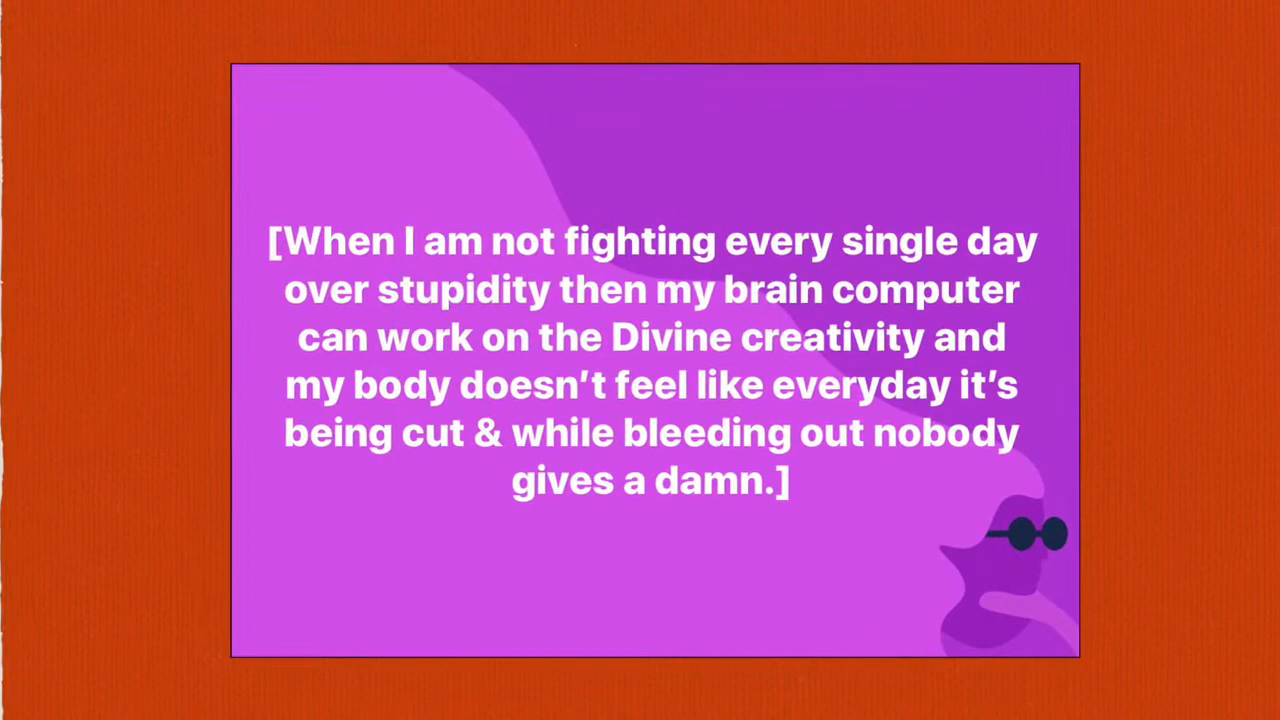 [When I am not fighting every single day
over stupidity then my brain computer
can work on the Divine creativity and
my body doesn’t feel like everyday it’s
being cut & while bleeding out nobody
gives a damn.]